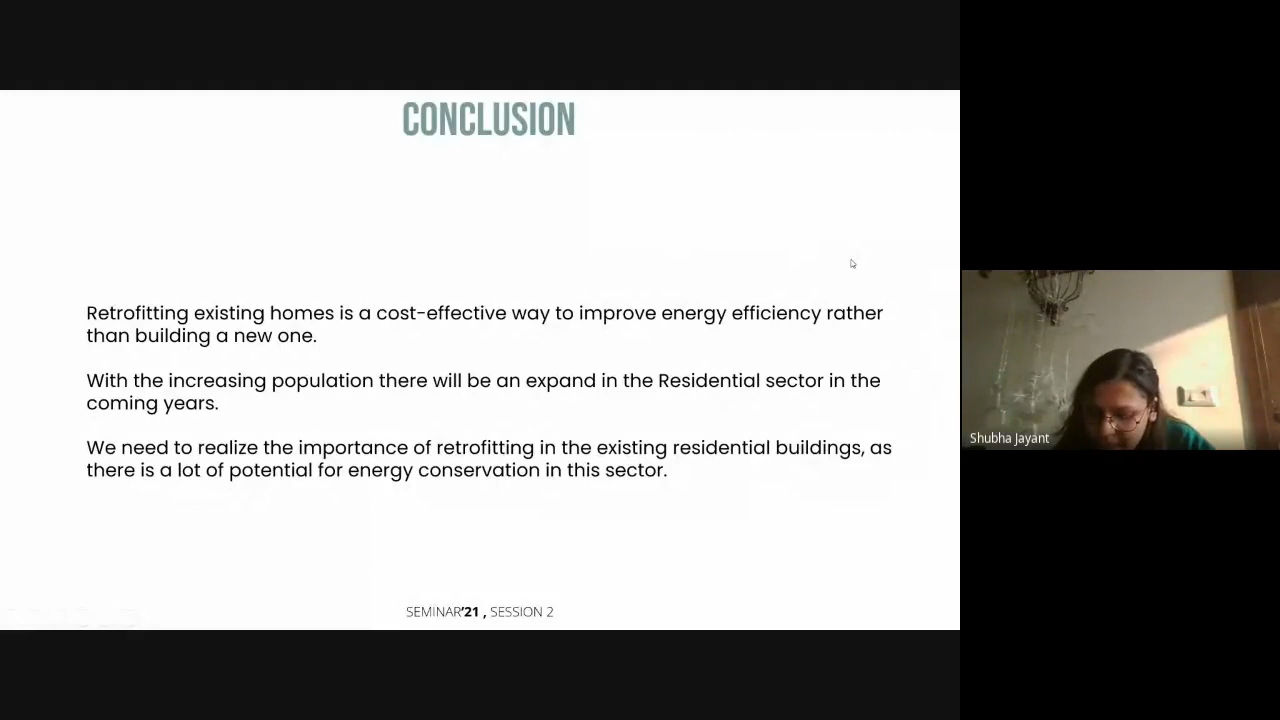 CONCLUSION
Retrofitting existing homes is a cost-effective way to improve energy efficiency rather
than building a new one.
With the increasing population there will be an expand in the Residential sector in the
coming years.
We need to realize the importance of retrofitting in the existing residential buildings, as
there is a lot of potential for energy conservation in this sector.
SEMINAR'21 , SESSION 2
Shubha Jayant